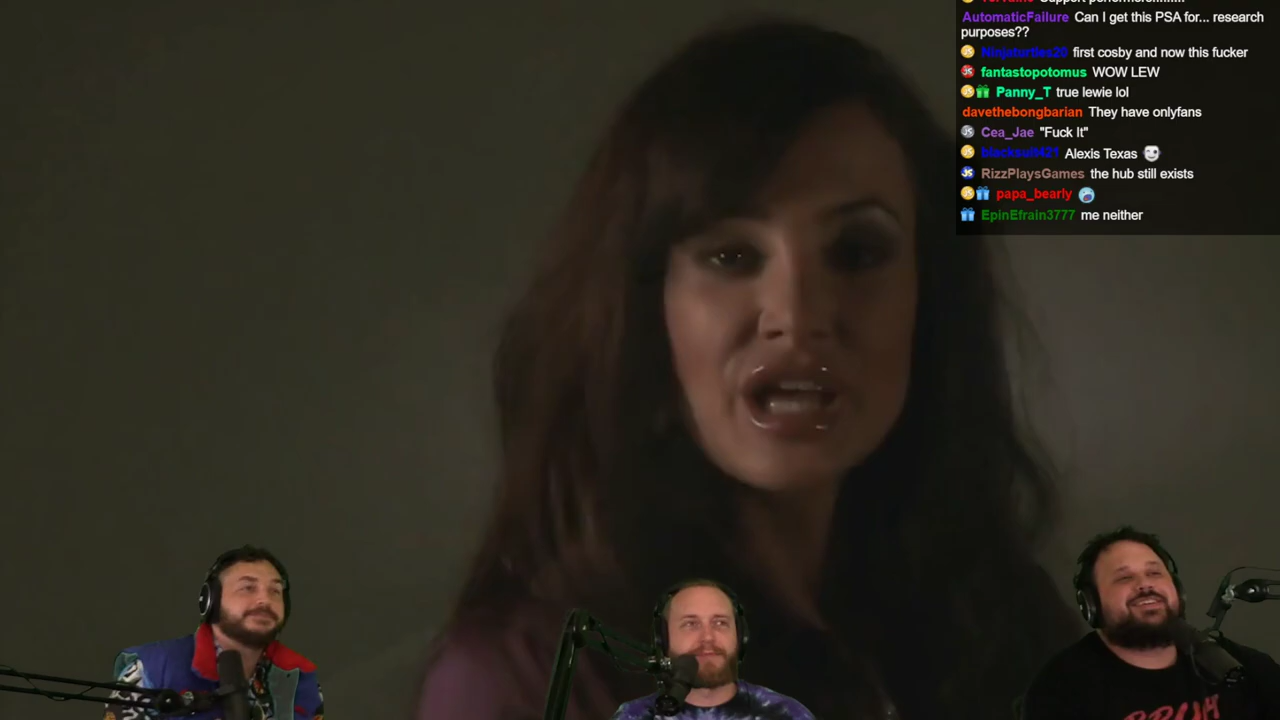 AutomaticFailure Can I get this PSA for... research
purposes??
Ninjaturtles20 first cosby and now this fucker
fantastopotomus WOW LEW
Panny_T true lewie lol
davethebongbarian They have onlyfans
Cea_Jae "Fuck It"
blacksuit421 Alexis Texas
RizzPlaysGames the hub still exists
papa_bearly
EpinEfrain3777 me neither